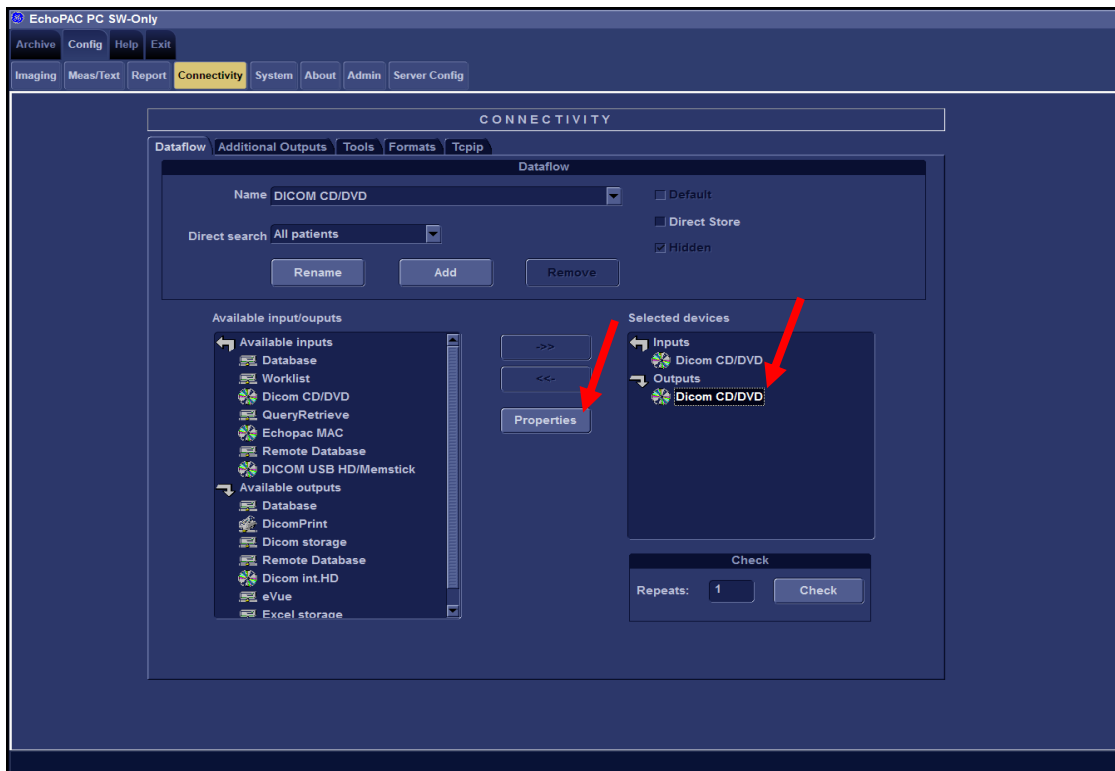 EchoPAC PC SW-Only
Archive Config Help Exit
Imaging Meas/Text Report Connectivity System About Admin Server Config
CONNECTIVITY
Dataflow Additional Outputs Tools Formats Tcpip
Dataflow
Name DICOM CD/DVD
Default
Direct Store
Direct search All patients
Hidden
Rename Add Remove
Available input/ouputs
Available inputs
Database
Worklist
Dicom CD/DVD
QueryRetrieve
Echopac MAC
Remote Database
DICOM USB HD/Memstick
Available outputs
Database
DicomPrint
Dicom storage
Remote Database
Dicom int.HD
eVue
Excel storage
->>
<<-
Properties
Selected devices
Inputs
Dicom CD/DVD
Outputs
Dicom CD/DVD
Check
Repeats: 1 Check